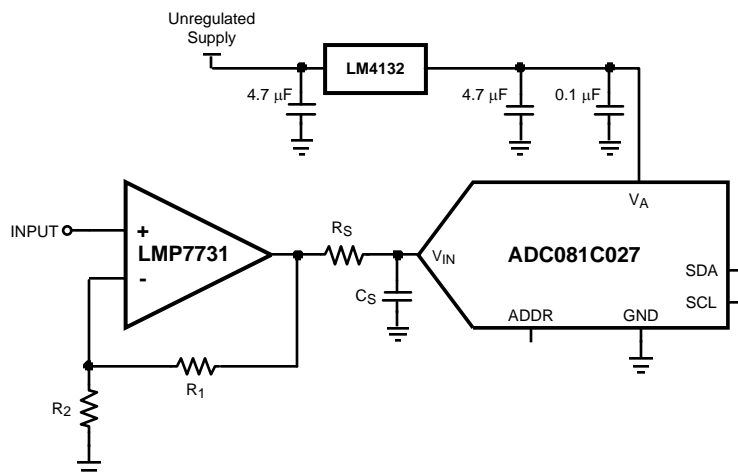 Unregulated
Supply
LM4132
4.7 μF
4.7 μF
0.1 μF
INPUT
+
-
LMP7731
RS
CS
R1
R2
VIN
VA
ADC081C027
SDA
SCL
ADDR
GND